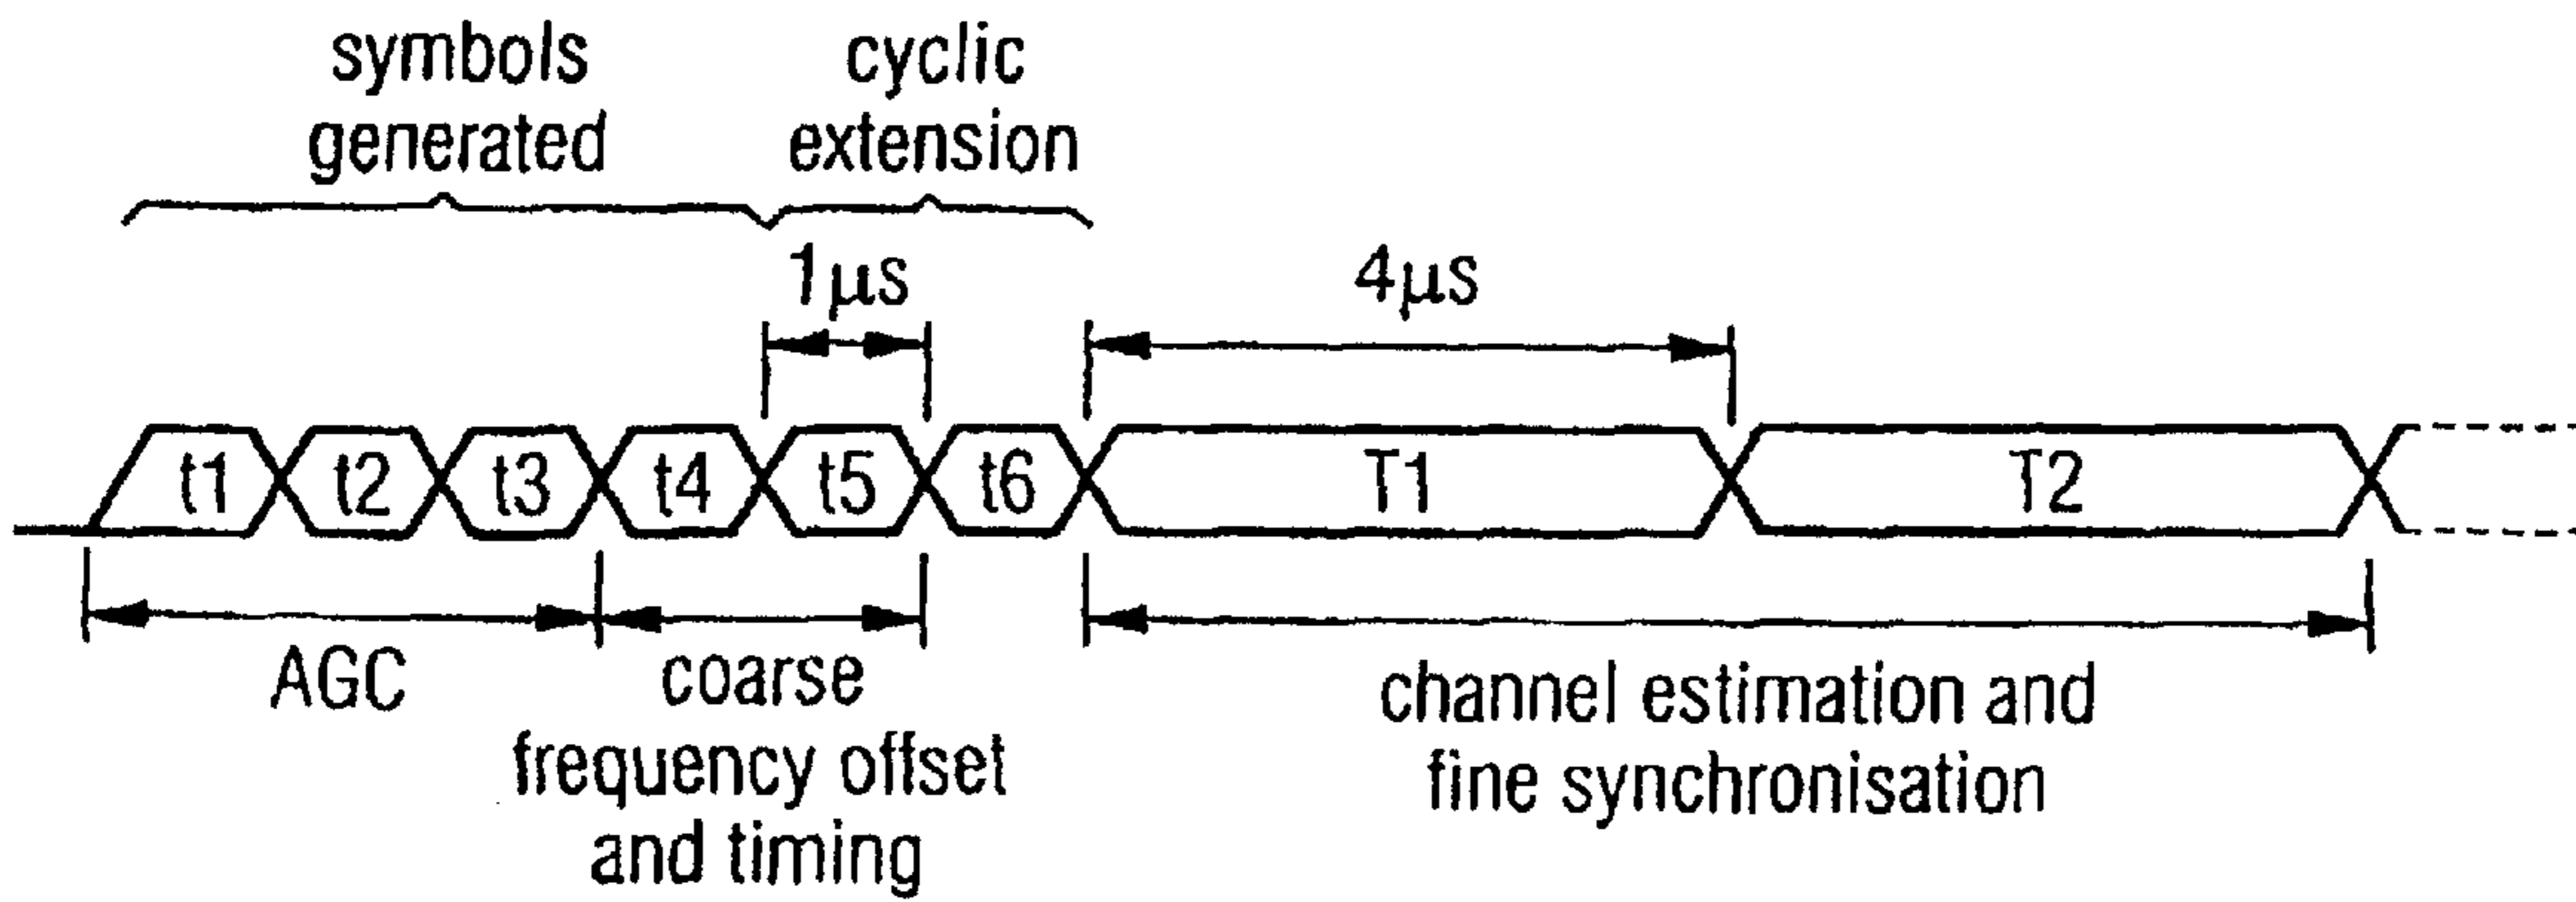 symbols
generated
cyclic
extension
1μs
4μs
t1
t2
t3
t4
t5
t6
T1
T2
AGC
coarse
frequency offset
and timing
channel estimation and
fine synchronisation